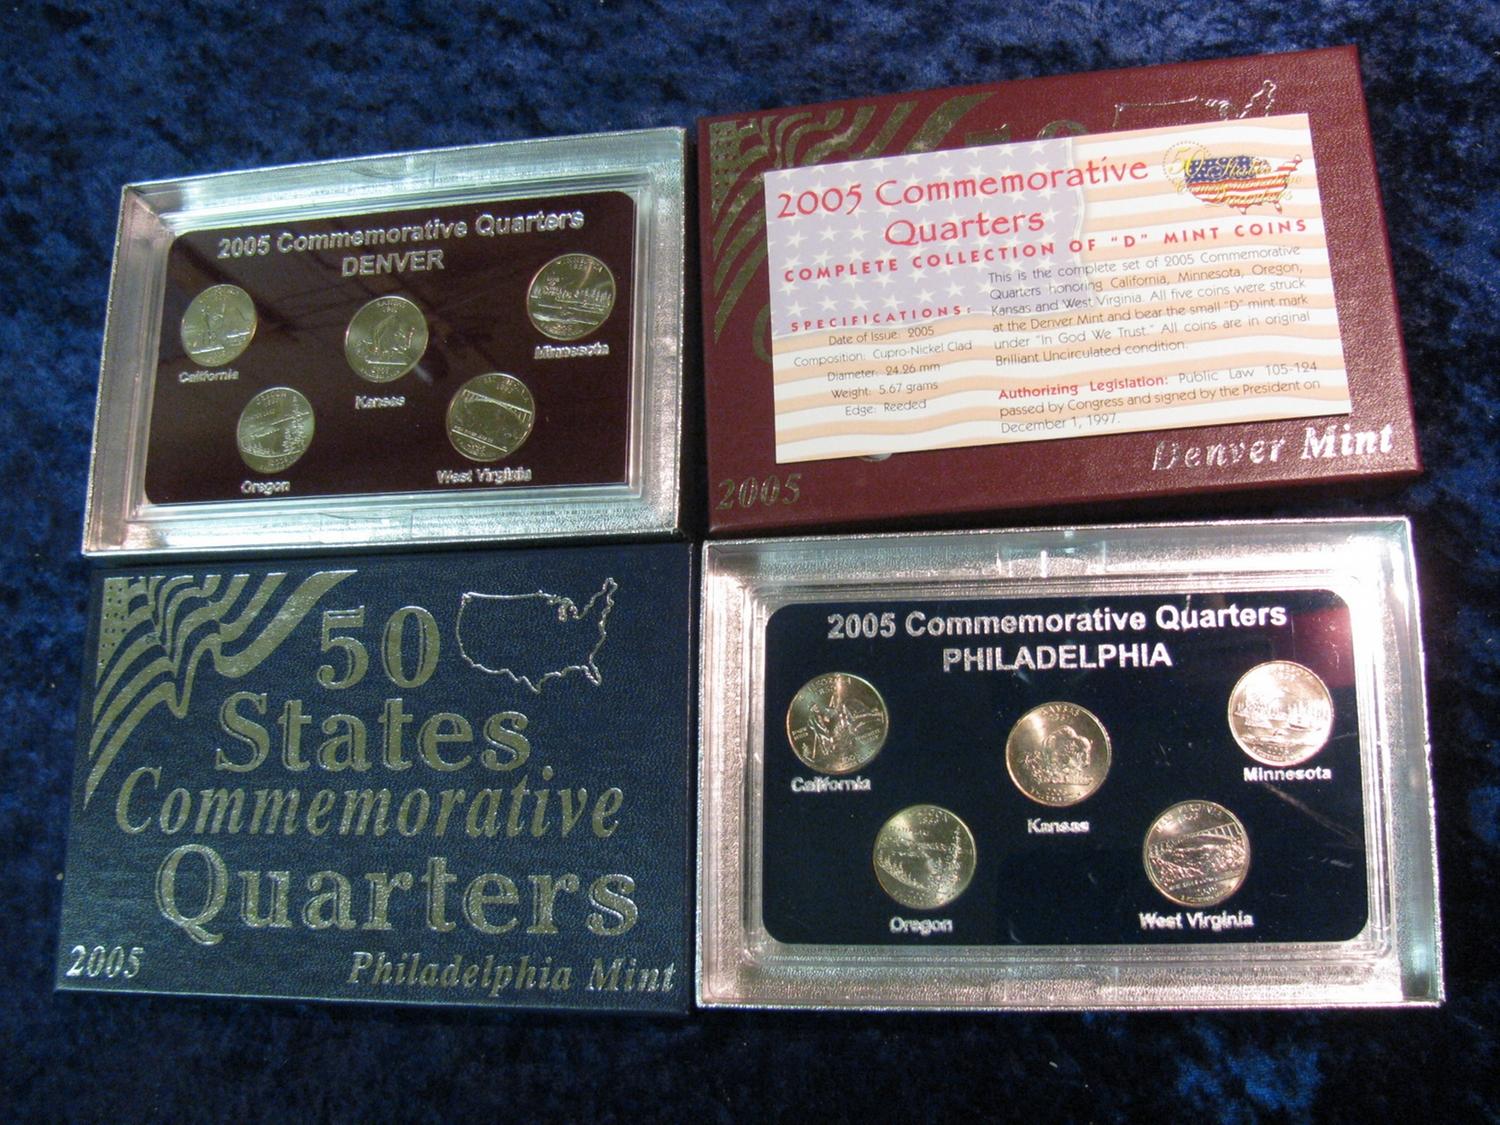 2005 Commemorative Quarters
DENVER
California
Kansas
Minnesota
Oregon
West Virginia
2005 Commemorative
Quarters
COMPLETE COLLECTION OF "D" MINT COINS
SPECIFICATIONS:
Date of Issue: 2005
Composition: Cupro-Nickel Clad
Diameter: 24.26 mm
Weight: 5.67 grams
Edge: Reeded
This is the complete set of 2005 Commemorative
Quarters honoring California, Minnesota, Oregon,
Kansas and West Virginia. All five coins were struck
at the Denver Mint and bear the small "D" mint mark
under "In God We Trust." All coins are in original
Brilliant Uncirculated condition.
Authorizing Legislation: Public Law 105-124
passed by Congress and signed by the President on
December 1, 1997.
2005
Denver Mint
50
States
Commemorative
Quarters
2005
Philadelphia Mint
2005 Commemorative Quarters
PHILADELPHIA
California
Kansas
Minnesota
Oregon
West Virginia